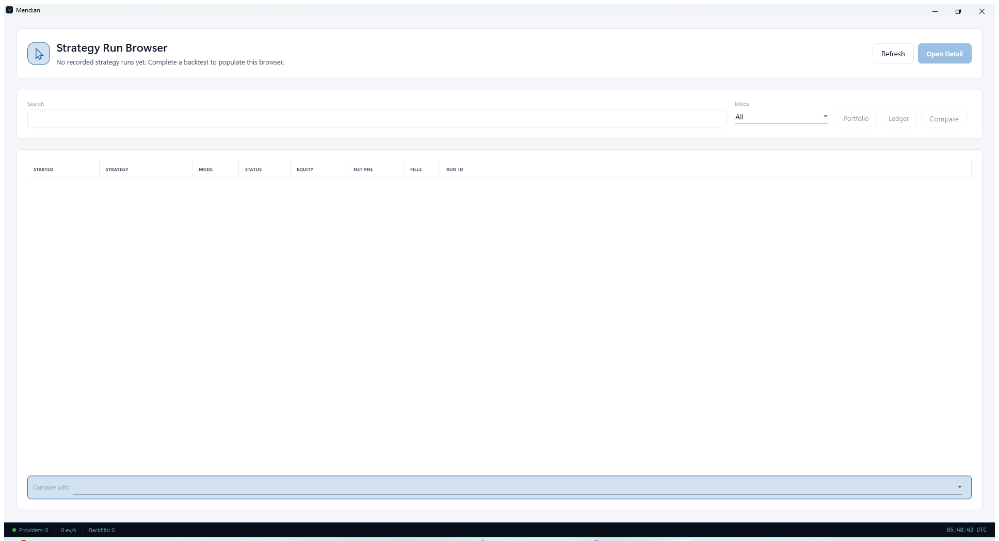 Meridian
Strategy Run Browser
No recorded strategy runs yet. Complete a backtest to populate this browser.
Refresh
Open Detail
Search
Mode
All
Portfolio
Ledger
Compare
STARTED
STRATEGY
MODE
STATUS
EQUITY
NET PNL
FILLS
RUN ID
Compare with:
Providers: 0
0 ev/s
Backfills: 0
05:48:43 UTC